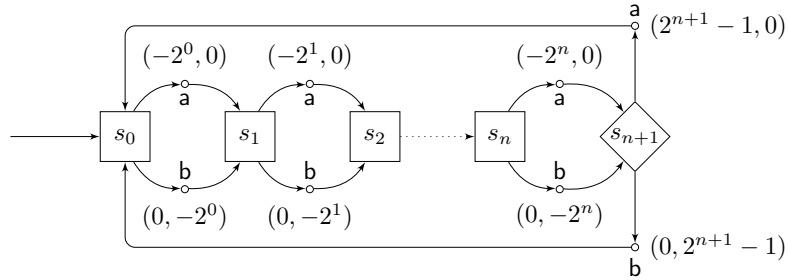 a (2^{n+1} − 1, 0)
(−2^0, 0) (−2^1, 0) (−2^n, 0)
a a a
s_0 s_1 s_2 s_n s_{n+1}
b b b
(0, −2^0) (0, −2^1) (0, −2^n) (0, 2^{n+1} − 1)
b